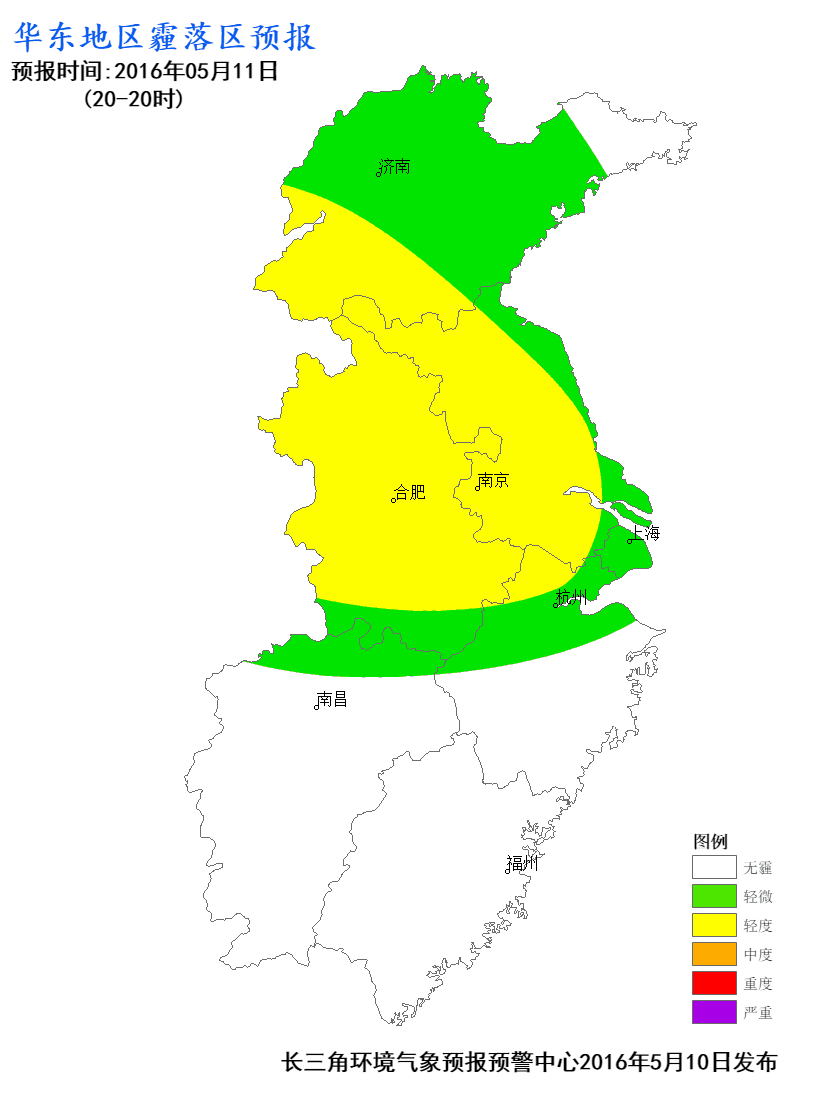 华东地区霾落区预报
预报时间:2016年05月11日
(20-20时)
济南
南京
合肥
上海
杭州
南昌
福州
图例
无霾
轻微
轻度
中度
重度
严重
长三角环境气象预报预警中心2016年5月10日发布